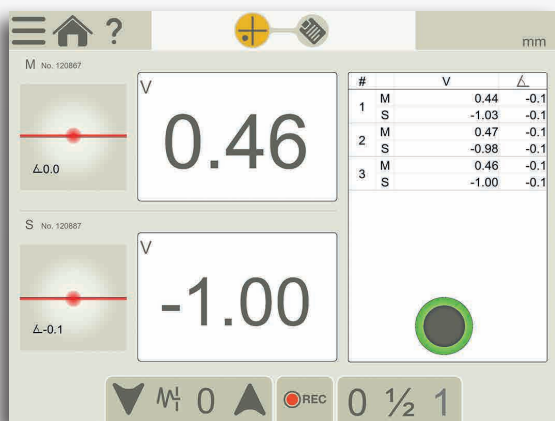 ?
mm
M No. 120867
V
0.46
∡0.0
S No. 120867
V
-1.00
∡-0.1
# V ∡
1 M 0.44 -0.1
S -1.03 -0.1
2 M 0.47 -0.1
S -0.98 -0.1
3 M 0.46 -0.1
S -1.00 -0.1
0 REC 0 ½ 1